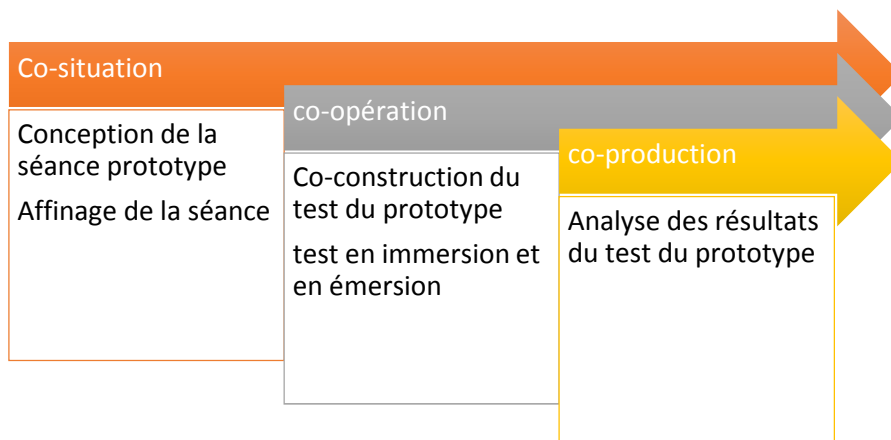 Co-situation
Conception de la
séance prototype
Affinage de la séance
co-opération
Co-construction du
test du prototype
test en immersion et
en émersion
co-production
Analyse des résultats
du test du prototype